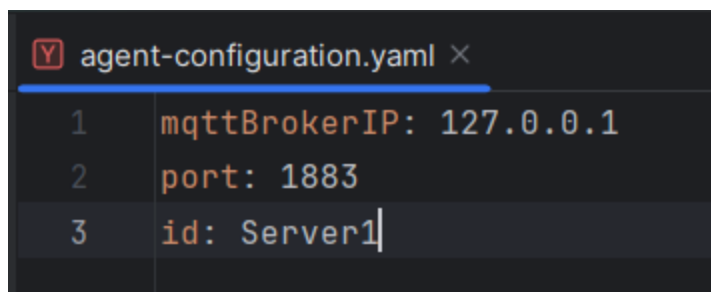 Y agent-configuration.yaml ×
1 mqttBrokerIP: 127.0.0.1
2 port: 1883
3 id: Server1